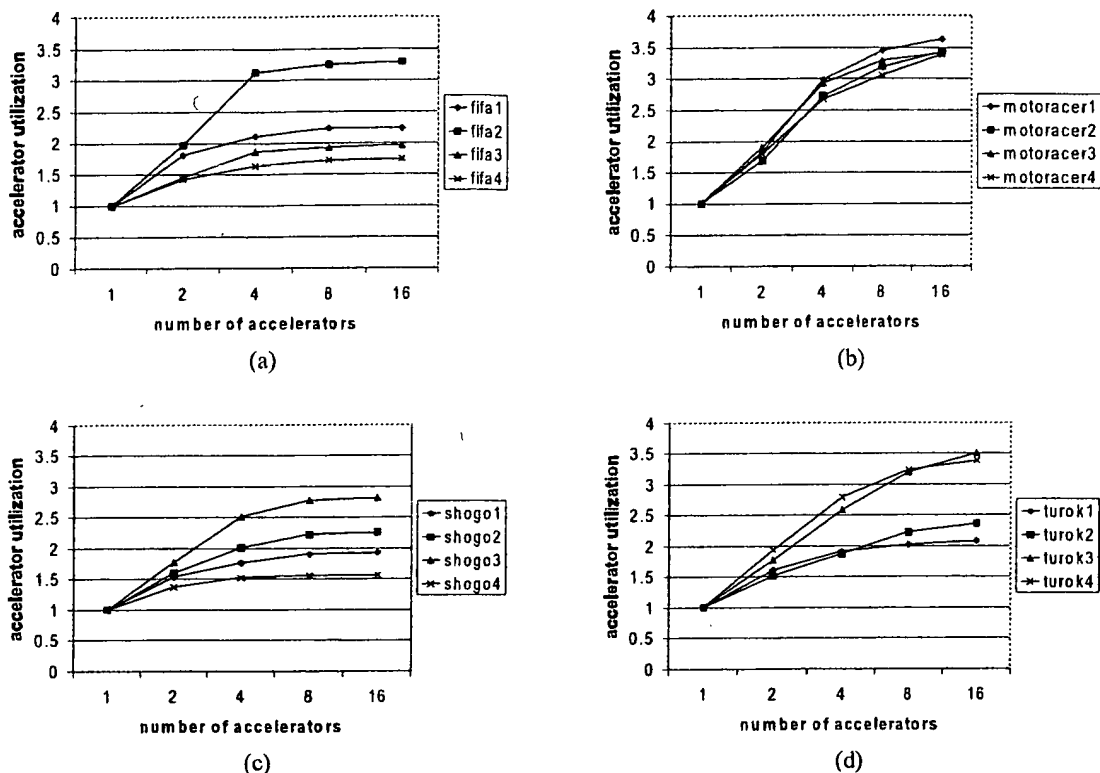 accelerator utilization
4
3.5
3
2.5
2
1.5
1
0.5
0
1 2 4 8 16
number of accelerators
fifa1
fifa2
fifa3
fifa4
(a)
accelerator utilization
4
3.5
3
2.5
2
1.5
1
0.5
0
1 2 4 8 16
number of accelerators
motoracer1
motoracer2
motoracer3
motoracer4
(b)
accelerator utilization
4
3.5
3
2.5
2
1.5
1
0.5
0
1 2 4 8 16
number of accelerators
shogo1
shogo2
shogo3
shogo4
(c)
accelerator utilization
4
3.5
3
2.5
2
1.5
1
0.5
0
1 2 4 8 16
number of accelerators
turok1
turok2
turok3
turok4
(d)